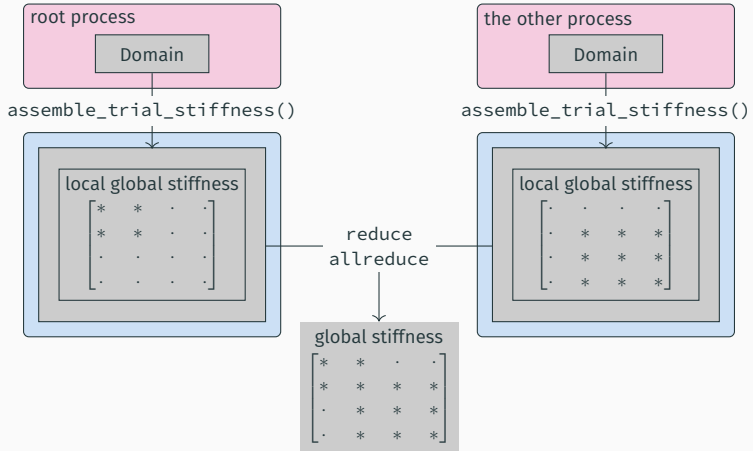 root process
Domain
assemble_trial_stiffness()
local global stiffness
* * · ·
* * · ·
· · · ·
· · · ·
the other process
Domain
assemble_trial_stiffness()
local global stiffness
· · · ·
· * * *
· * * *
· * * *
reduce
allreduce
global stiffness
* * · ·
* * * *
· * * *
· * * *